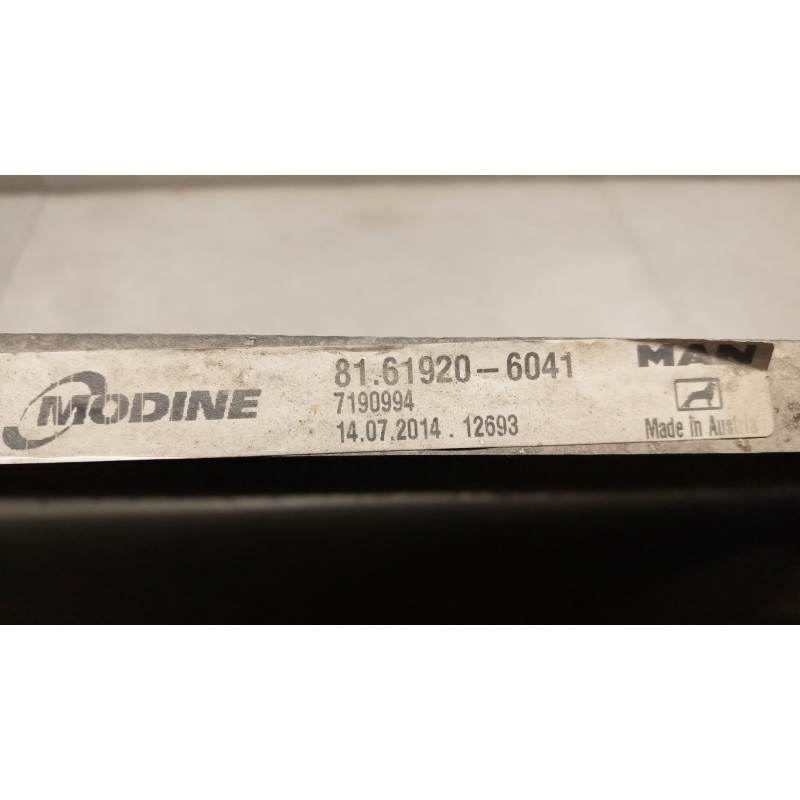 MODINE
81.61920-6041
7190994
14.07.2014 . 12693
MAN
Made in Austria